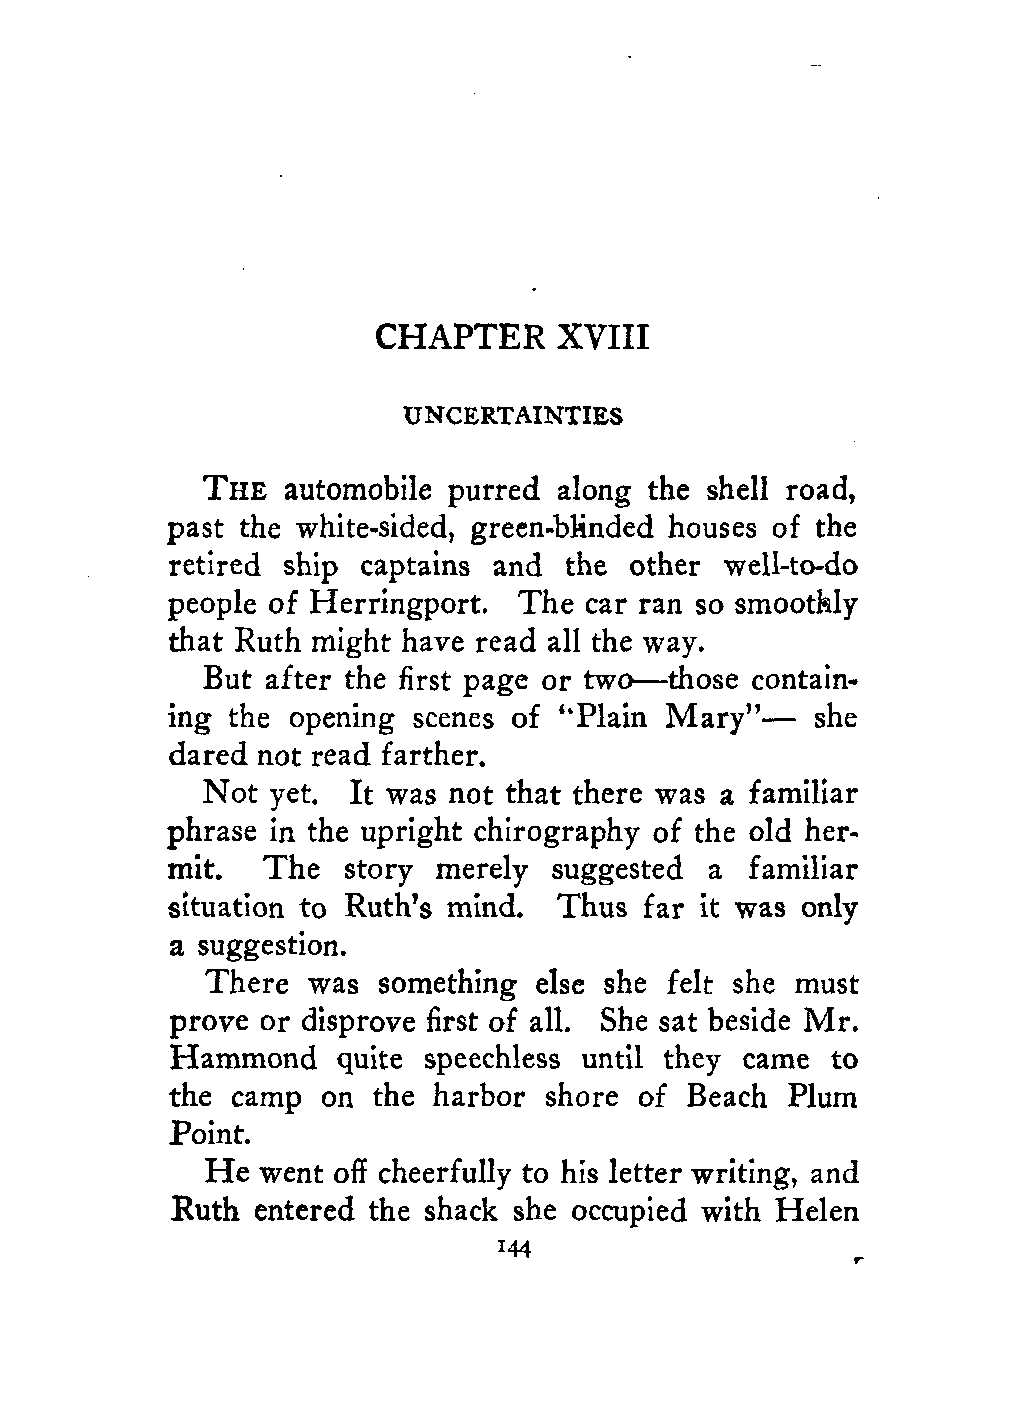 CHAPTER XVIII
UNCERTAINTIES
THE automobile purred along the shell road,
past the white-sided, green-blinded houses of the
retired ship captains and the other well-to-do
people of Herringport. The car ran so smoothly
that Ruth might have read all the way.
But after the first page or two—those contain-
ing the opening scenes of “Plain Mary”— she
dared not read farther.
Not yet. It was not that there was a familiar
phrase in the upright chirography of the old her-
mit. The story merely suggested a familiar
situation to Ruth's mind. Thus far it was only
a suggestion.
There was something else she felt she must
prove or disprove first of all. She sat beside Mr.
Hammond quite speechless until they came to
the camp on the harbor shore of Beach Plum
Point.
He went off cheerfully to his letter writing, and
Ruth entered the shack she occupied with Helen
144